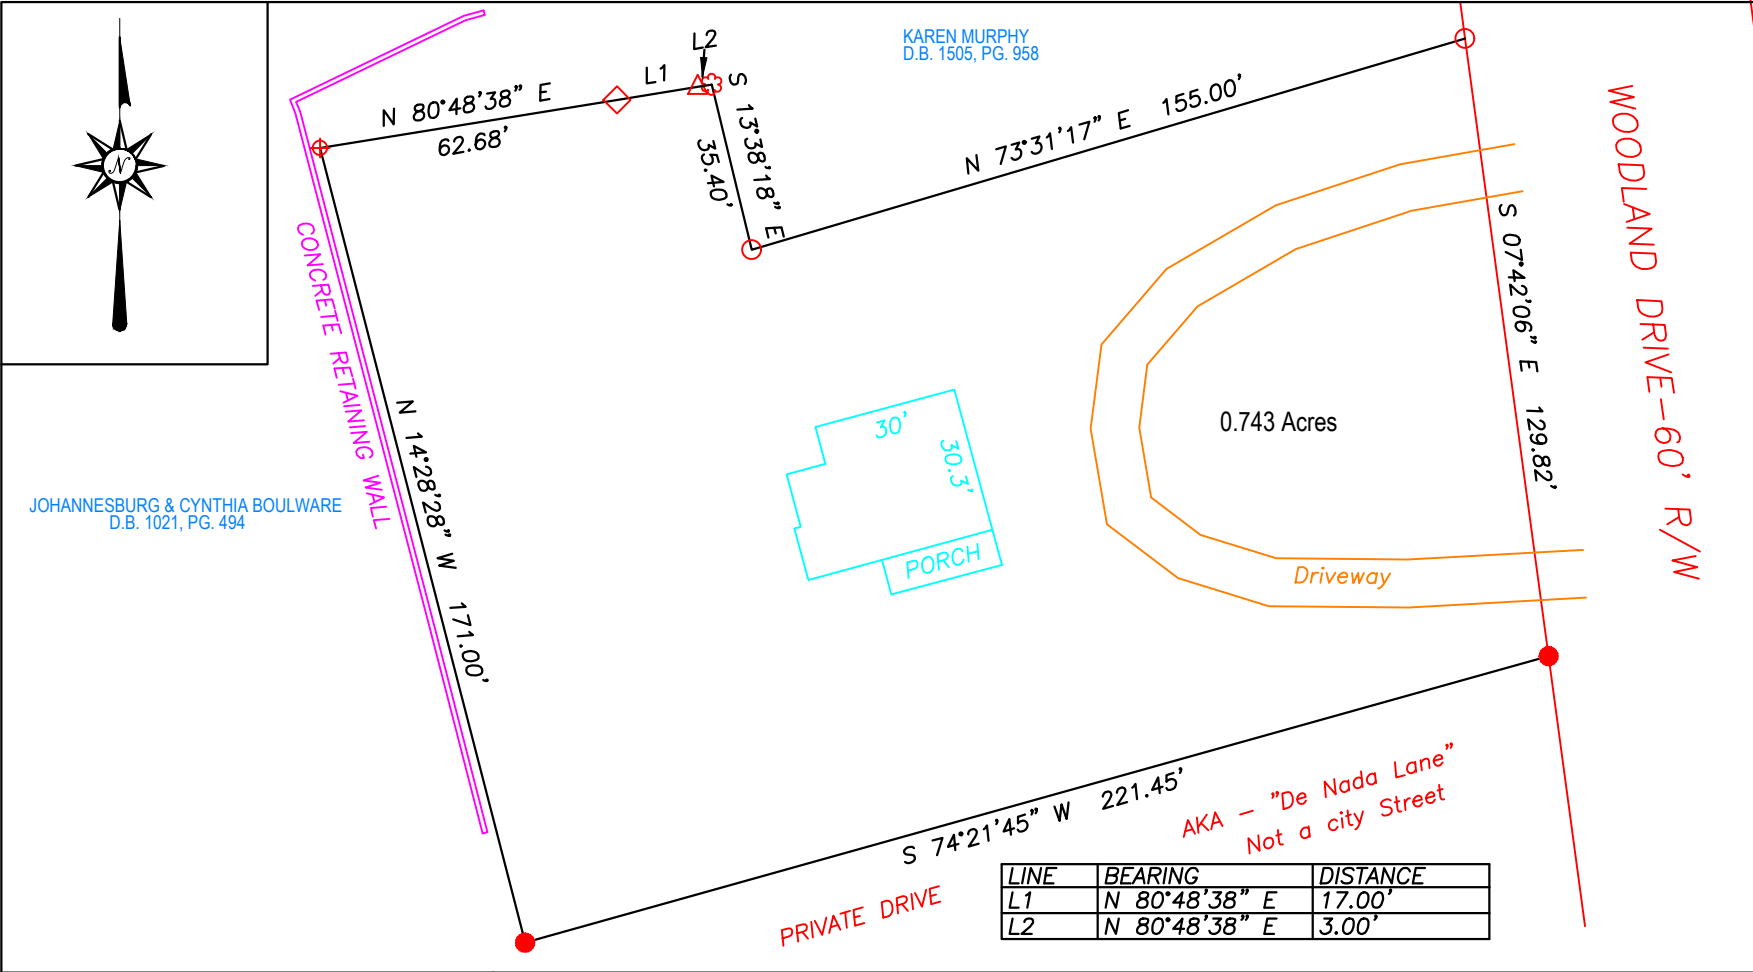 N
KAREN MURPHY
D.B. 1505, PG. 958
L2
L1
N 80°48'38" E
62.68'
S 13°38'18" E
35.40'
N 73°31'17" E 155.00'
WOODLAND DRIVE-60' R/W
S 07°42'06" E 129.82'
CONCRETE RETAINING WALL
N 14°28'28" W 171.00'
30'
30.3'
PORCH
0.743 Acres
Driveway
JOHANNESBURG & CYNTHIA BOULWARE
D.B. 1021, PG. 494
S 74°21'45" W 221.45'
AKA - "De Nada Lane"
Not a city Street
PRIVATE DRIVE
LINE BEARING DISTANCE
L1 N 80°48'38" E 17.00'
L2 N 80°48'38" E 3.00'